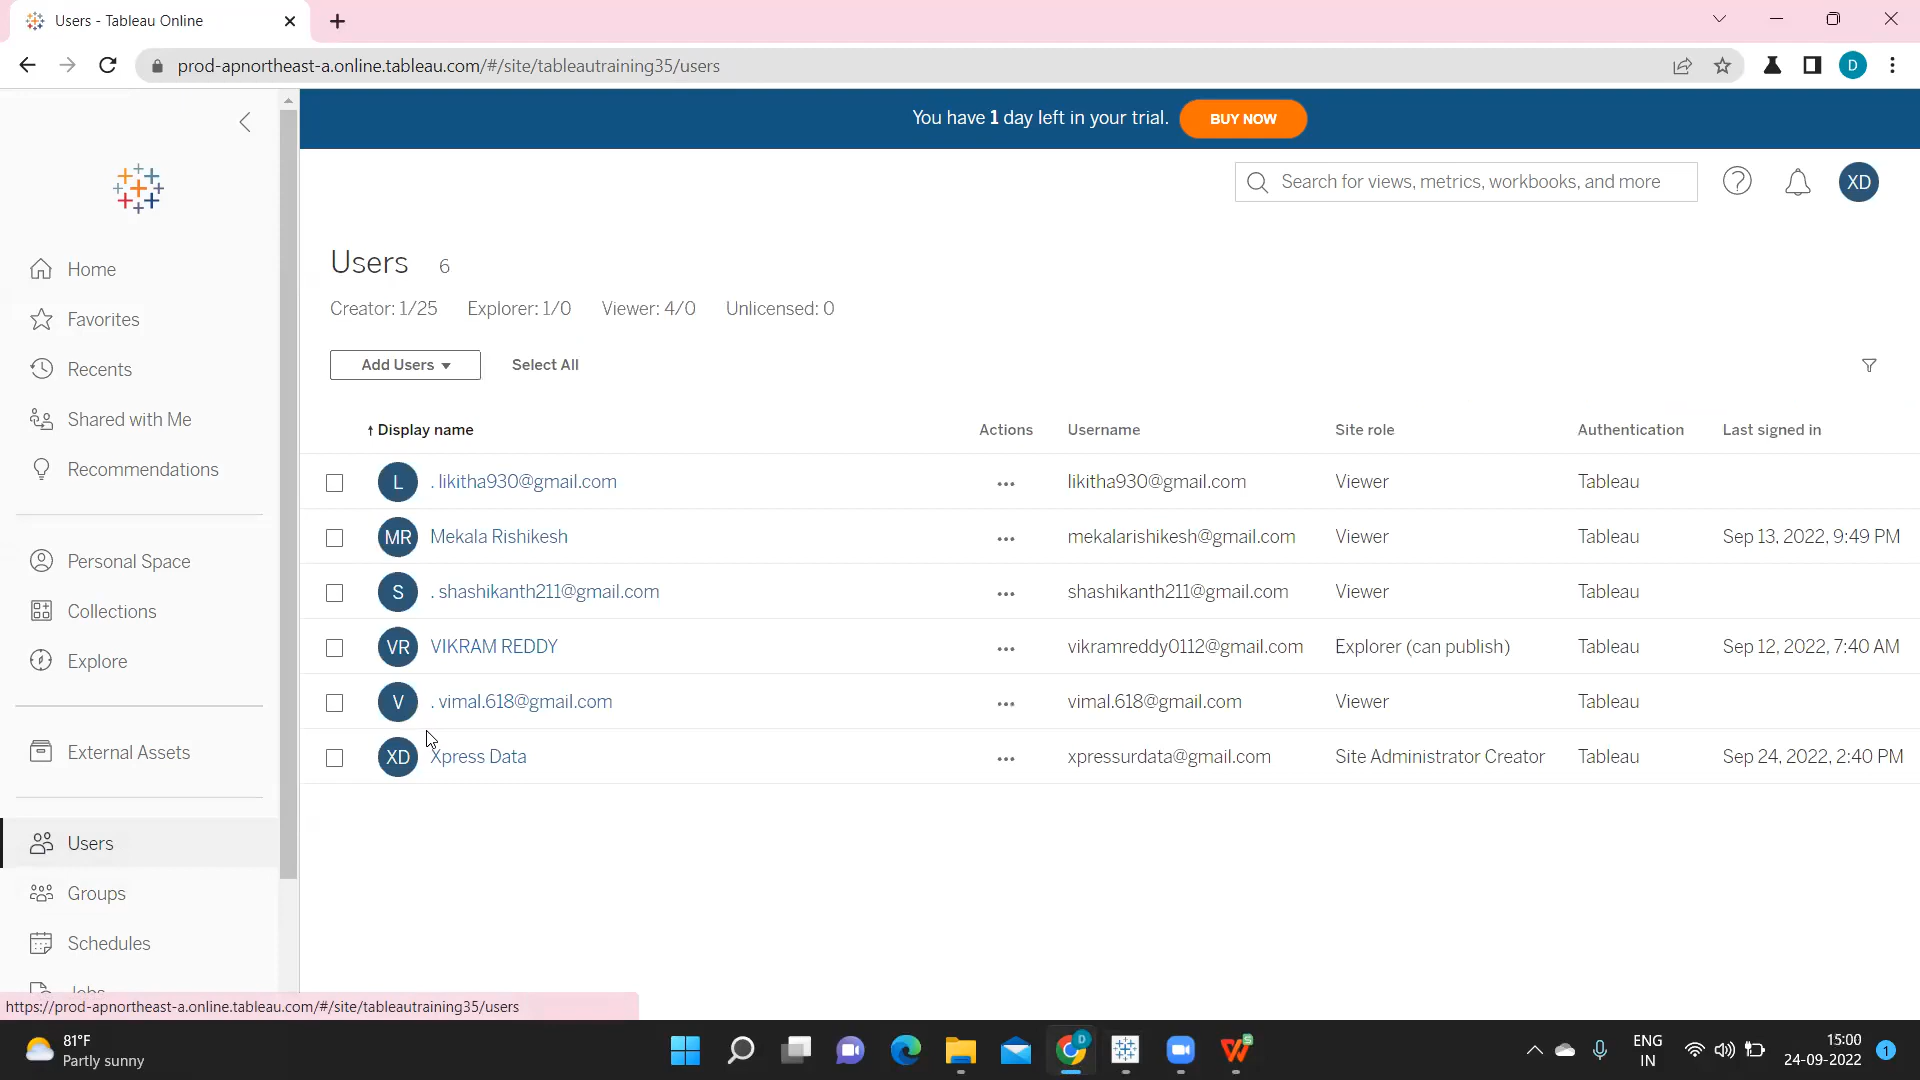 Users - Tableau Online
prod-apnortheast-a.online.tableau.com/#/site/tableautraining35/users
D
You have 1 day left in your trial. BUY NOW
Search for views, metrics, workbooks, and more
XD
Home
Favorites
Recents
Shared with Me
Recommendations
Personal Space
Collections
Explore
External Assets
Users
Groups
Schedules
Jobs
Users 6
Creator: 1/25 Explorer: 1/0 Viewer: 4/0 Unlicensed: 0
Add Users Select All
↑ Display name Actions Username Site role Authentication Last signed in
L . likitha930@gmail.com ••• likitha930@gmail.com Viewer Tableau
MR Mekala Rishikesh ••• mekalarishikesh@gmail.com Viewer Tableau Sep 13, 2022, 9:49 PM
S . shashikanth211@gmail.com ••• shashikanth211@gmail.com Viewer Tableau
VR VIKRAM REDDY ••• vikramreddy0112@gmail.com Explorer (can publish) Tableau Sep 12, 2022, 7:40 AM
V . vimal.618@gmail.com ••• vimal.618@gmail.com Viewer Tableau
XD Xpress Data ••• xpressurdata@gmail.com Site Administrator Creator Tableau Sep 24, 2022, 2:40 PM
https://prod-apnortheast-a.online.tableau.com/#/site/tableautraining35/users
81°F
Partly sunny
D
S
ENG
IN
15:00
24-09-2022
1